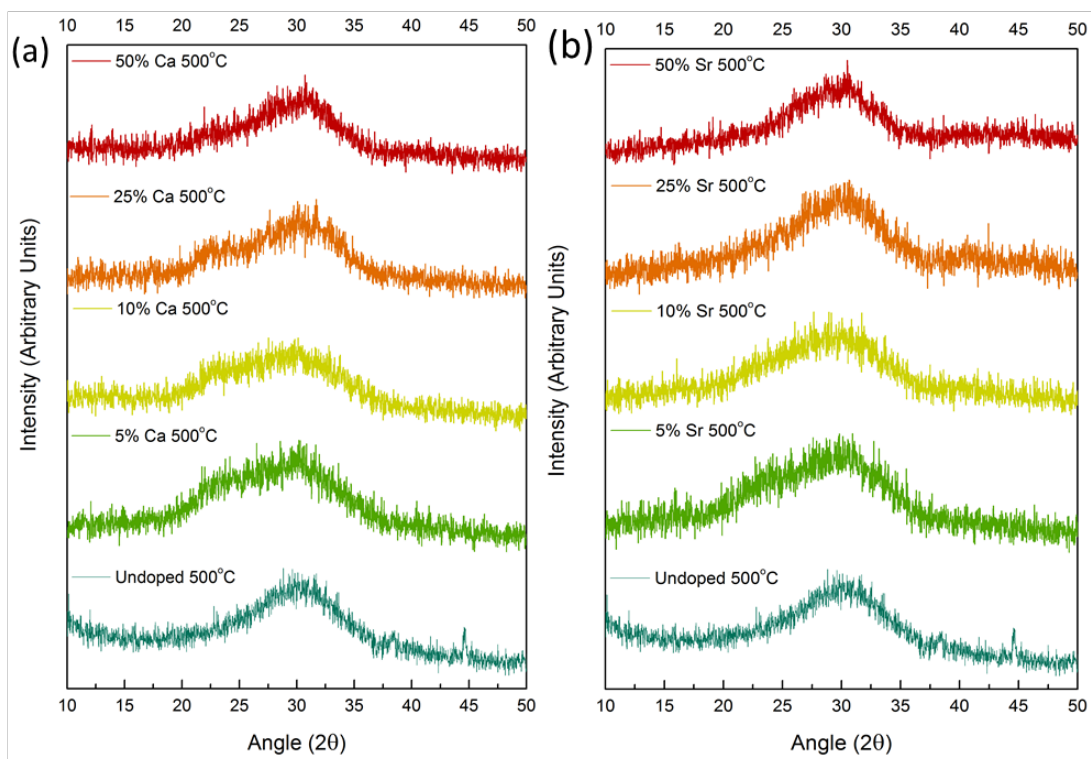 (a)
10 15 20 25 30 35 40 45 50
50% Ca 500°C
25% Ca 500°C
10% Ca 500°C
5% Ca 500°C
Undoped 500°C
Intensity (Arbitrary Units)
10 15 20 25 30 35 40 45 50
Angle (2θ)
(b)
10 15 20 25 30 35 40 45 50
50% Sr 500°C
25% Sr 500°C
10% Sr 500°C
5% Sr 500°C
Undoped 500°C
Intensity (Arbitrary Units)
10 15 20 25 30 35 40 45 50
Angle (2θ)